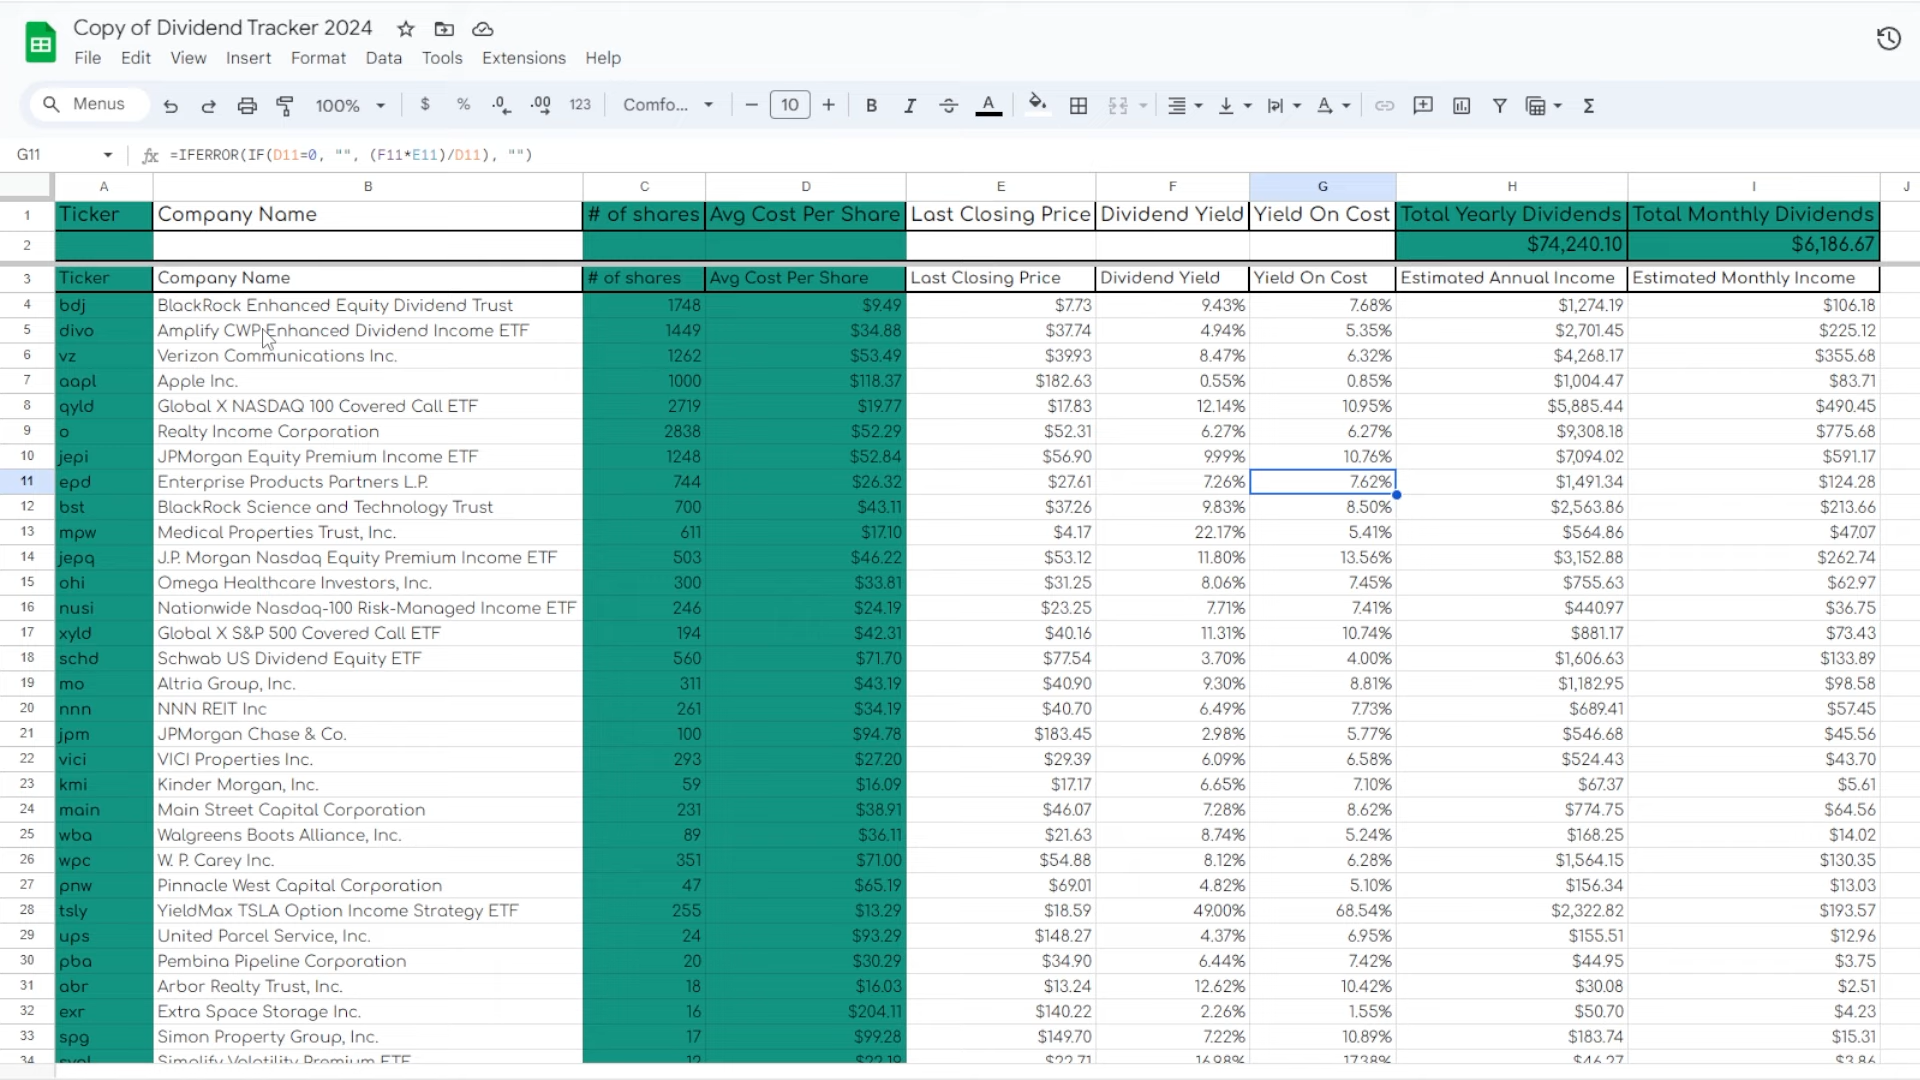 Copy of Dividend Tracker 2024
File Edit View Insert Format Data Tools Extensions Help
Menus 100% $ % .0 .00 123 Comfo... 10 B I A
G11 fx =IFERROR(IF(D11=0, "", (F11*E11)/D11), "")
A B C D E F G H I J
1 Ticker Company Name # of shares Avg Cost Per Share Last Closing Price Dividend Yield Yield On Cost Total Yearly Dividends Total Monthly Dividends
2 $74,240.10 $6,186.67
3 Ticker Company Name # of shares Avg Cost Per Share Last Closing Price Dividend Yield Yield On Cost Estimated Annual Income Estimated Monthly Income
4 bdj BlackRock Enhanced Equity Dividend Trust 1748 $9.49 $7.73 9.43% 7.68% $1,274.19 $106.18
5 divo Amplify CWP Enhanced Dividend Income ETF 1449 $34.88 $37.74 4.94% 5.35% $2,701.45 $225.12
6 vz Verizon Communications Inc. 1262 $53.49 $39.93 8.47% 6.32% $4,268.17 $355.68
7 aapl Apple Inc. 1000 $118.37 $182.63 0.55% 0.85% $1,004.47 $83.71
8 qyld Global X NASDAQ 100 Covered Call ETF 2719 $19.77 $17.83 12.14% 10.95% $5,885.44 $490.45
9 o Realty Income Corporation 2838 $52.29 $52.31 6.27% 6.27% $9,308.18 $775.68
10 jepi JPMorgan Equity Premium Income ETF 1248 $52.84 $56.90 9.99% 10.76% $7,094.02 $591.17
11 epd Enterprise Products Partners L.P. 744 $26.32 $27.61 7.26% 7.62% $1,491.34 $124.28
12 bst BlackRock Science and Technology Trust 700 $43.11 $37.26 9.83% 8.50% $2,563.86 $213.66
13 mpw Medical Properties Trust, Inc. 611 $17.10 $4.17 22.17% 5.41% $564.86 $47.07
14 jepq J.P. Morgan Nasdaq Equity Premium Income ETF 503 $46.22 $53.12 11.80% 13.56% $3,152.88 $262.74
15 ohi Omega Healthcare Investors, Inc. 300 $33.81 $31.25 8.06% 7.45% $755.63 $62.97
16 nusi Nationwide Nasdaq-100 Risk-Managed Income ETF 246 $24.19 $23.25 7.71% 7.41% $440.97 $36.75
17 xyld Global X S&P 500 Covered Call ETF 194 $42.31 $40.16 11.31% 10.74% $881.17 $73.43
18 schd Schwab US Dividend Equity ETF 560 $71.70 $77.54 3.70% 4.00% $1,606.63 $133.89
19 mo Altria Group, Inc. 311 $43.19 $40.90 9.30% 8.81% $1,182.95 $98.58
20 nnn NNN REIT Inc 261 $34.19 $40.70 6.49% 7.73% $689.41 $57.45
21 jpm JPMorgan Chase & Co. 100 $94.78 $183.45 2.98% 5.77% $546.68 $45.56
22 vici VICI Properties Inc. 293 $27.20 $29.39 6.09% 6.58% $524.43 $43.70
23 kmi Kinder Morgan, Inc. 59 $16.09 $17.17 6.65% 7.10% $67.37 $5.61
24 main Main Street Capital Corporation 231 $38.91 $46.07 7.28% 8.62% $774.75 $64.56
25 wba Walgreens Boots Alliance, Inc. 89 $36.11 $21.63 8.74% 5.24% $168.25 $14.02
26 wpc W. P. Carey Inc. 351 $71.00 $54.88 8.12% 6.28% $1,564.15 $130.35
27 pnw Pinnacle West Capital Corporation 47 $65.19 $69.01 4.82% 5.10% $156.34 $13.03
28 tsly YieldMax TSLA Option Income Strategy ETF 255 $13.29 $18.59 49.00% 68.54% $2,322.82 $193.57
29 ups United Parcel Service, Inc. 24 $93.29 $148.27 4.37% 6.95% $155.51 $12.96
30 pba Pembina Pipeline Corporation 20 $30.29 $34.90 6.44% 7.42% $44.95 $3.75
31 abr Arbor Realty Trust, Inc. 18 $16.03 $13.24 12.62% 10.42% $30.08 $2.51
32 exr Extra Space Storage Inc. 16 $204.11 $140.22 2.26% 1.55% $50.70 $4.23
33 spg Simon Property Group, Inc. 17 $99.28 $149.70 7.22% 10.89% $183.74 $15.31
34 svol Simplify Volatility Premium ETF 12 $22.19 $22.71 16.98% 17.38% $46.27 $3.86